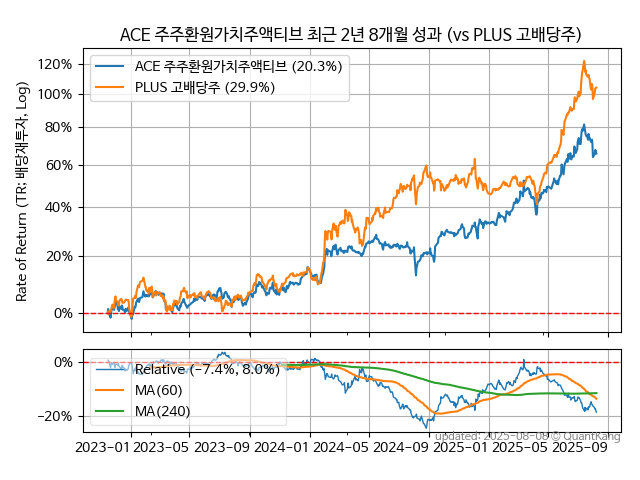 ACE 주주환원가치주액티브 최근 2년 8개월 성과 (vs PLUS 고배당주)
Rate of Return (TR: 배당재투자, Log)
120%
100%
80%
60%
40%
20%
0%
ACE 주주환원가치주액티브 (20.3%)
PLUS 고배당주 (29.9%)
0%
−20%
Relative (−7.4%, 8.0%)
MA(60)
MA(240)
updated: 2025-08-08 © QuantKang
2023-01 2023-05 2023-09 2024-01 2024-05 2024-09 2025-01 2025-05 2025-09